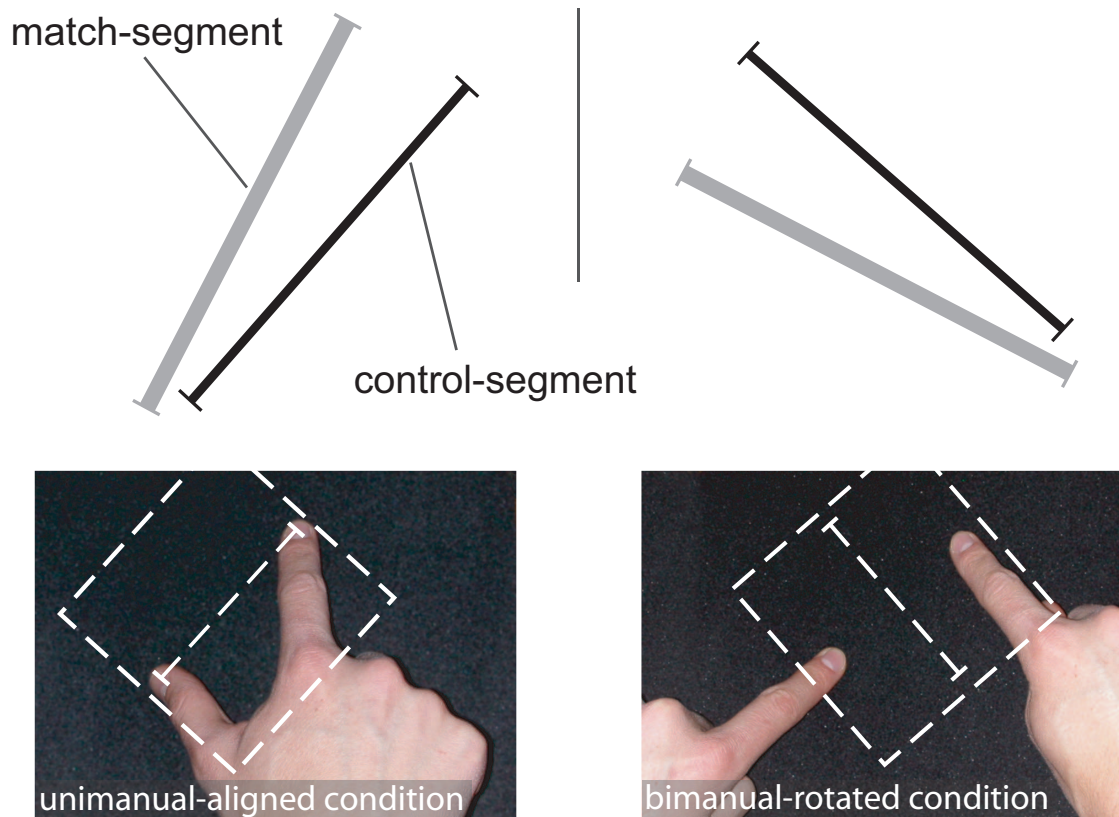 match-segment
control-segment
unimanual-aligned condition
bimanual-rotated condition